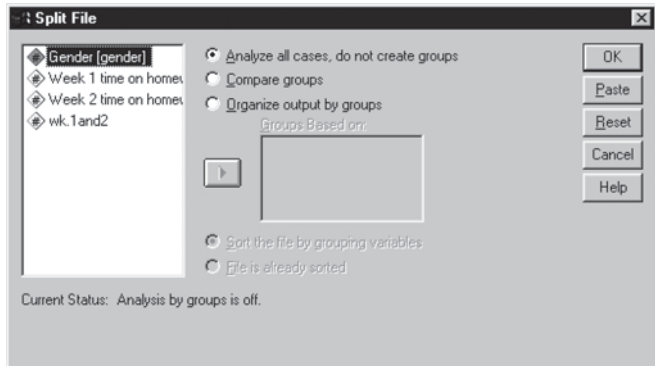 Split File
Gender [gender]
Week 1 time on homew
Week 2 time on homew
wk.1and2
Analyze all cases, do not create groups
Compare groups
Organize output by groups
Groups Based on:
Sort the file by grouping variables
File is already sorted
OK
Paste
Reset
Cancel
Help
Current Status: Analysis by groups is off.